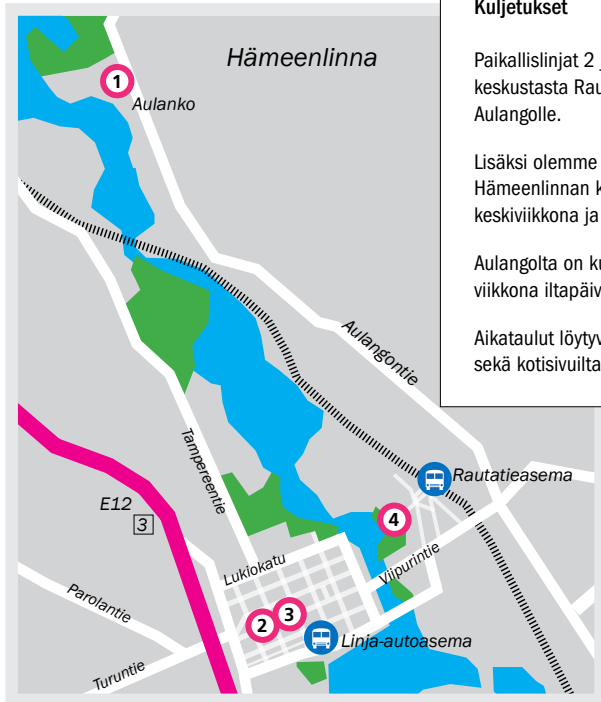 Kuljetukset
Paikallislinjat 2 j
keskustasta Rau
Aulangolle.
Lisäksi olemme
Hämeenlinnan k
keskiviikkona ja
Aulangolta on ku
viikkona iltapäiv
Aikataulut löytyv
sekä kotisivuilta
Hämeenlinna
1
Aulanko
Aulangontie
Tampereentie
Rautatieasema
E12
3
4
Lukiokatu
Viipurintie
Parolantie
2
3
Linja-autoasema
Turuntie